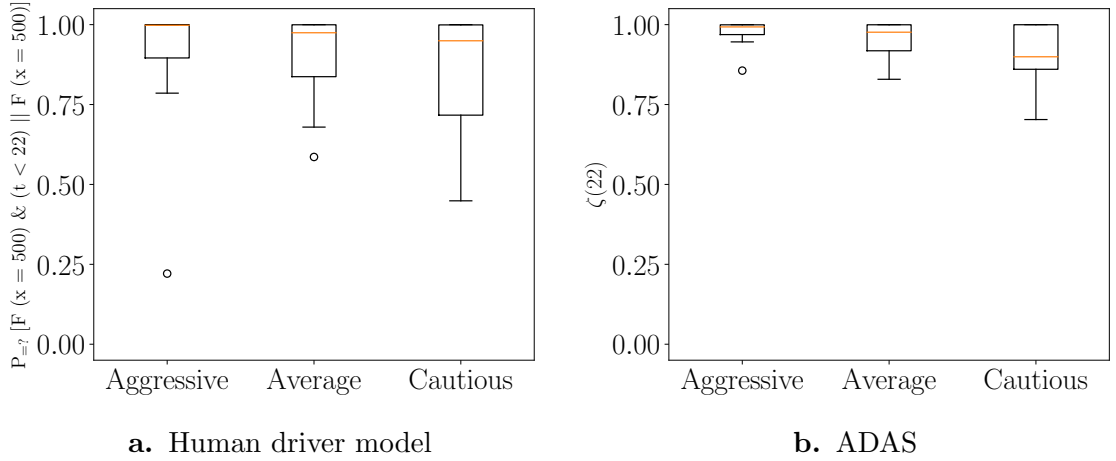 P=? [F (x = 500) & (t < 22) || F (x = 500)]
1.00
0.75
0.50
0.25
0.00
Aggressive Average Cautious
a. Human driver model
ζ(22)
1.00
0.75
0.50
0.25
0.00
Aggressive Average Cautious
b. ADAS